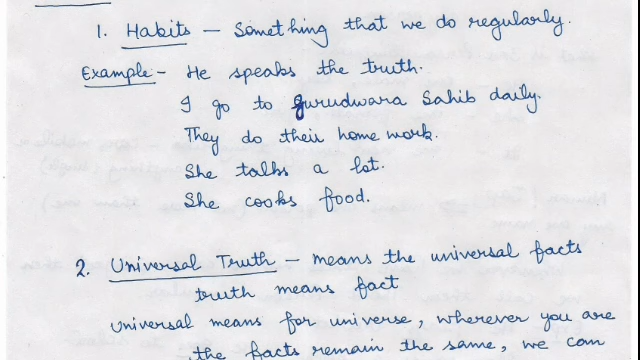 1. Habits – Something that we do regularly.
Example – He speaks the truth.
I go to gurudwara Sahib daily.
They do their home work.
She talks a lot.
She cooks food.
2. Universal Truth – means the universal facts
truth means fact
universal means for universe, wherever you are
the facts remain the same, we can